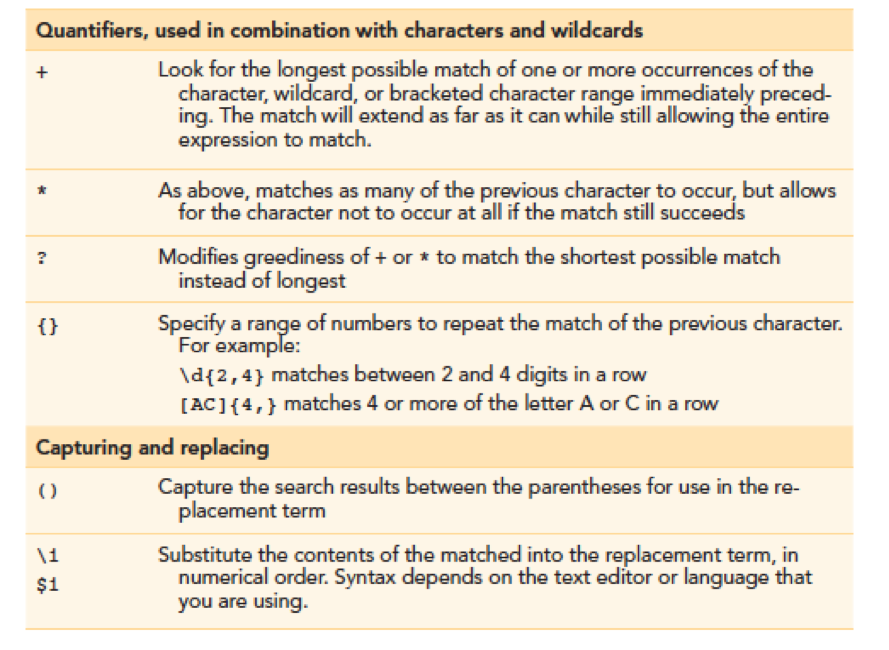 Quantifiers, used in combination with characters and wildcards
+ Look for the longest possible match of one or more occurrences of the
character, wildcard, or bracketed character range immediately preced-
ing. The match will extend as far as it can while still allowing the entire
expression to match.
* As above, matches as many of the previous character to occur, but allows
for the character not to occur at all if the match still succeeds
? Modifies greediness of + or * to match the shortest possible match
instead of longest
{} Specify a range of numbers to repeat the match of the previous character.
For example:
\d{2,4} matches between 2 and 4 digits in a row
[AC]{4,} matches 4 or more of the letter A or C in a row
Capturing and replacing
() Capture the search results between the parentheses for use in the re-
placement term
\1 Substitute the contents of the matched into the replacement term, in
$1 numerical order. Syntax depends on the text editor or language that
you are using.